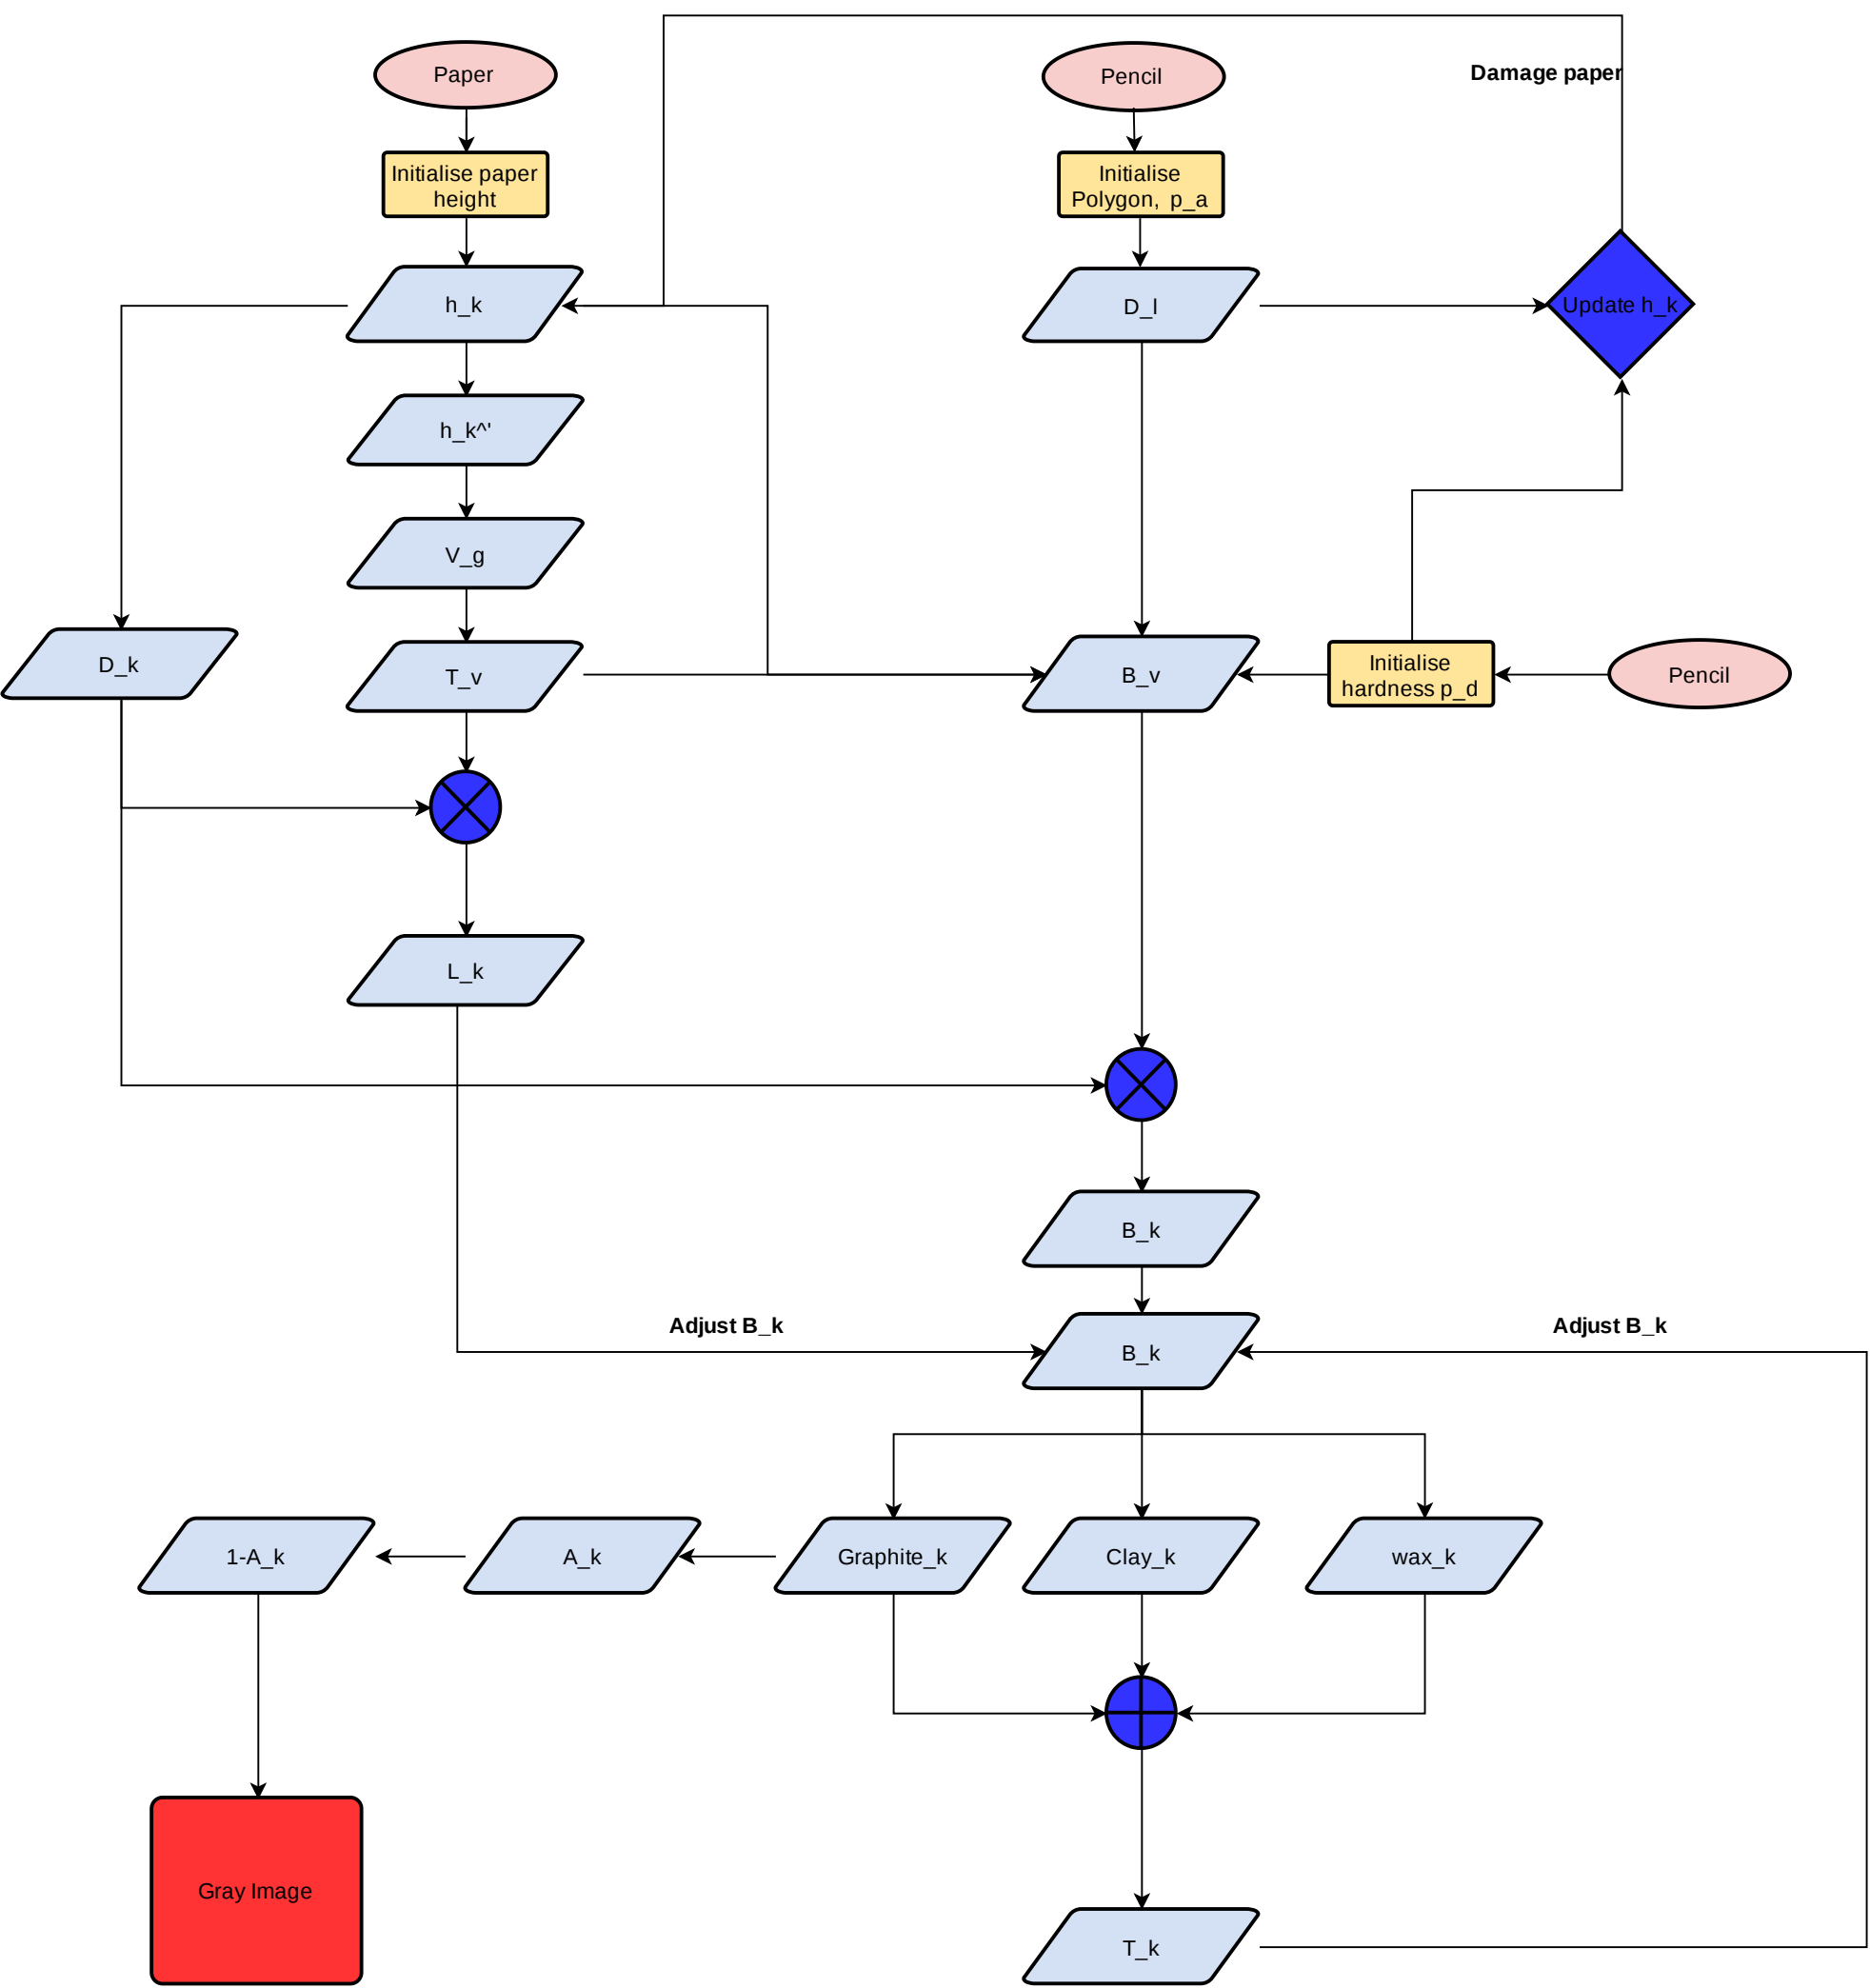 Paper
Pencil
Damage paper
Initialise paper
height
Initialise
Polygon, p_a
h_k
D_l
Update h_k
h_k^'
V_g
D_k
T_v
B_v
Initialise
hardness p_d
Pencil
L_k
B_k
Adjust B_k
B_k
Adjust B_k
1-A_k
A_k
Graphite_k
Clay_k
wax_k
Gray Image
T_k